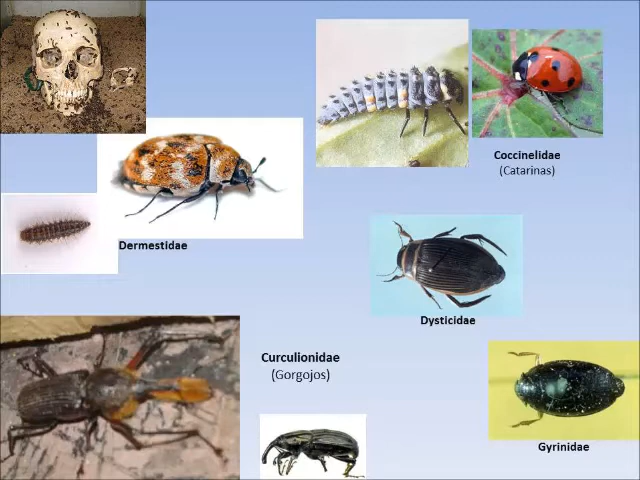 Coccinelidae
(Catarinas)
Dermestidae
Dysticidae
Curculionidae
(Gorgojos)
Gyrinidae